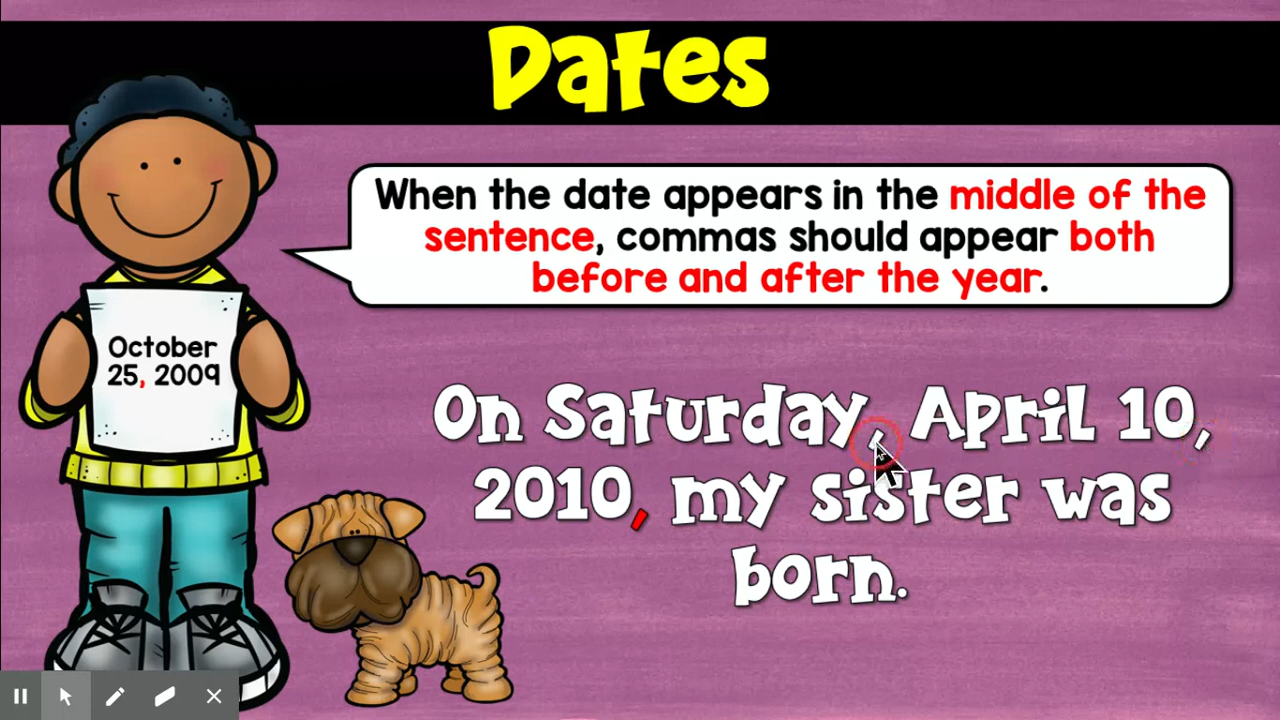 Dates
When the date appears in the middle of the
sentence, commas should appear both
before and after the year.
October
25, 2009
On Saturday, April 10,
2010, my sister was
born.